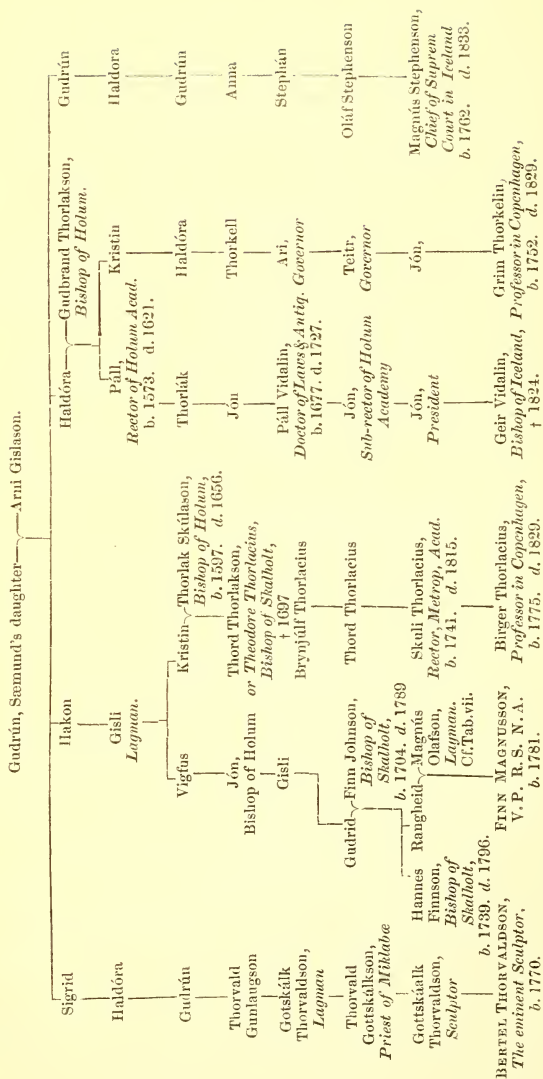 Gudrún, Sæmund's daughter Arni Gislason.
Sigrid
Hakon
Haldóra Gudbrand Thorlakson,
Bishop of Holum.
Gudrún
Haldóra
Gisli
Lagman.
Páll,
Rector of Holum Acad.
b. 1573. d. 1621.
Kristin
Haldora
Gudrún
Vigfus
Kristin Thorlak Skúlason,
Bishop of Holum,
b. 1597. d. 1656.
Thorlák
Haldóra
Gudrún
Thorvald
Gunlaugson
Jón,
Bishop of Holum
Thord Thorlakson,
or Theodore Thorlacius,
Bishop of Skalholt,
† 1697
Jón
Thorkell
Anna
Gotskálk
Thorvaldson,
Lagman
Gisli
Brynjúlf Thorlacius
Páll Vidalin,
Doctor of Laws & Antiq.
b. 1677. d. 1727.
Ari,
Governor
Stephán
Thorvald
Gottskálkson,
Priest of Miklabæ
Gudrid Finn Johnson,
Bishop of
Skalholt,
b. 1704. d. 1789
Thord Thorlacius
Jón,
Sub-rector of Holum
Academy
Teitr,
Governor
Oláf Stephenson
Gottskúalk
Thorvaldson,
Sculptor
Hannes
Finnson,
Bishop of
Skalholt,
b. 1739. d. 1796.
Rangheid Magnús
Olafson,
Lagman.
Cf. Tab. vii.
Skuli Thorlacius,
Rector, Metrop, Acad.
b. 1741. d. 1815.
Jón,
President
Jón,
Magnús Stephenson,
Chief of Suprem
Court in Iceland
b. 1762. d. 1833.
BERTEL THORVALDSON,
The eminent Sculptor,
b. 1770.
FINN MAGNUSSON,
V. P. R. S. N. A.
b. 1781.
Birger Thorlacius,
Professor in Copenhagen,
b. 1775. d. 1829.
Geir Vidalin,
Bishop of Iceland,
† 1824.
Grim Thorkelin,
Professor in Copenhagen,
b. 1752. d. 1829.